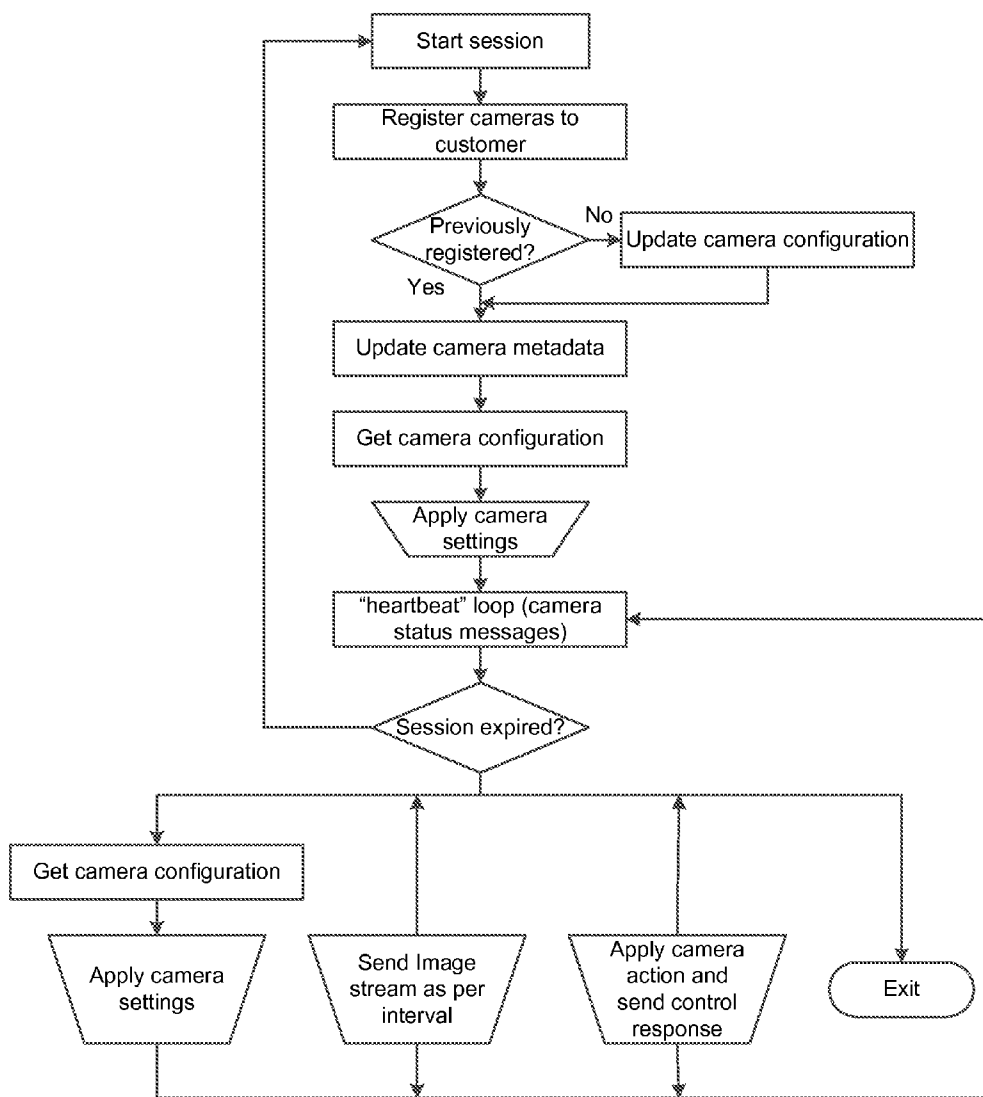 Start session
Register cameras to
customer
Previously
registered?
No
Update camera configuration
Yes
Update camera metadata
Get camera configuration
Apply camera
settings
“heartbeat” loop (camera
status messages)
Session expired?
Get camera configuration
Apply camera
settings
Send Image
stream as per
interval
Apply camera
action and
send control
response
Exit